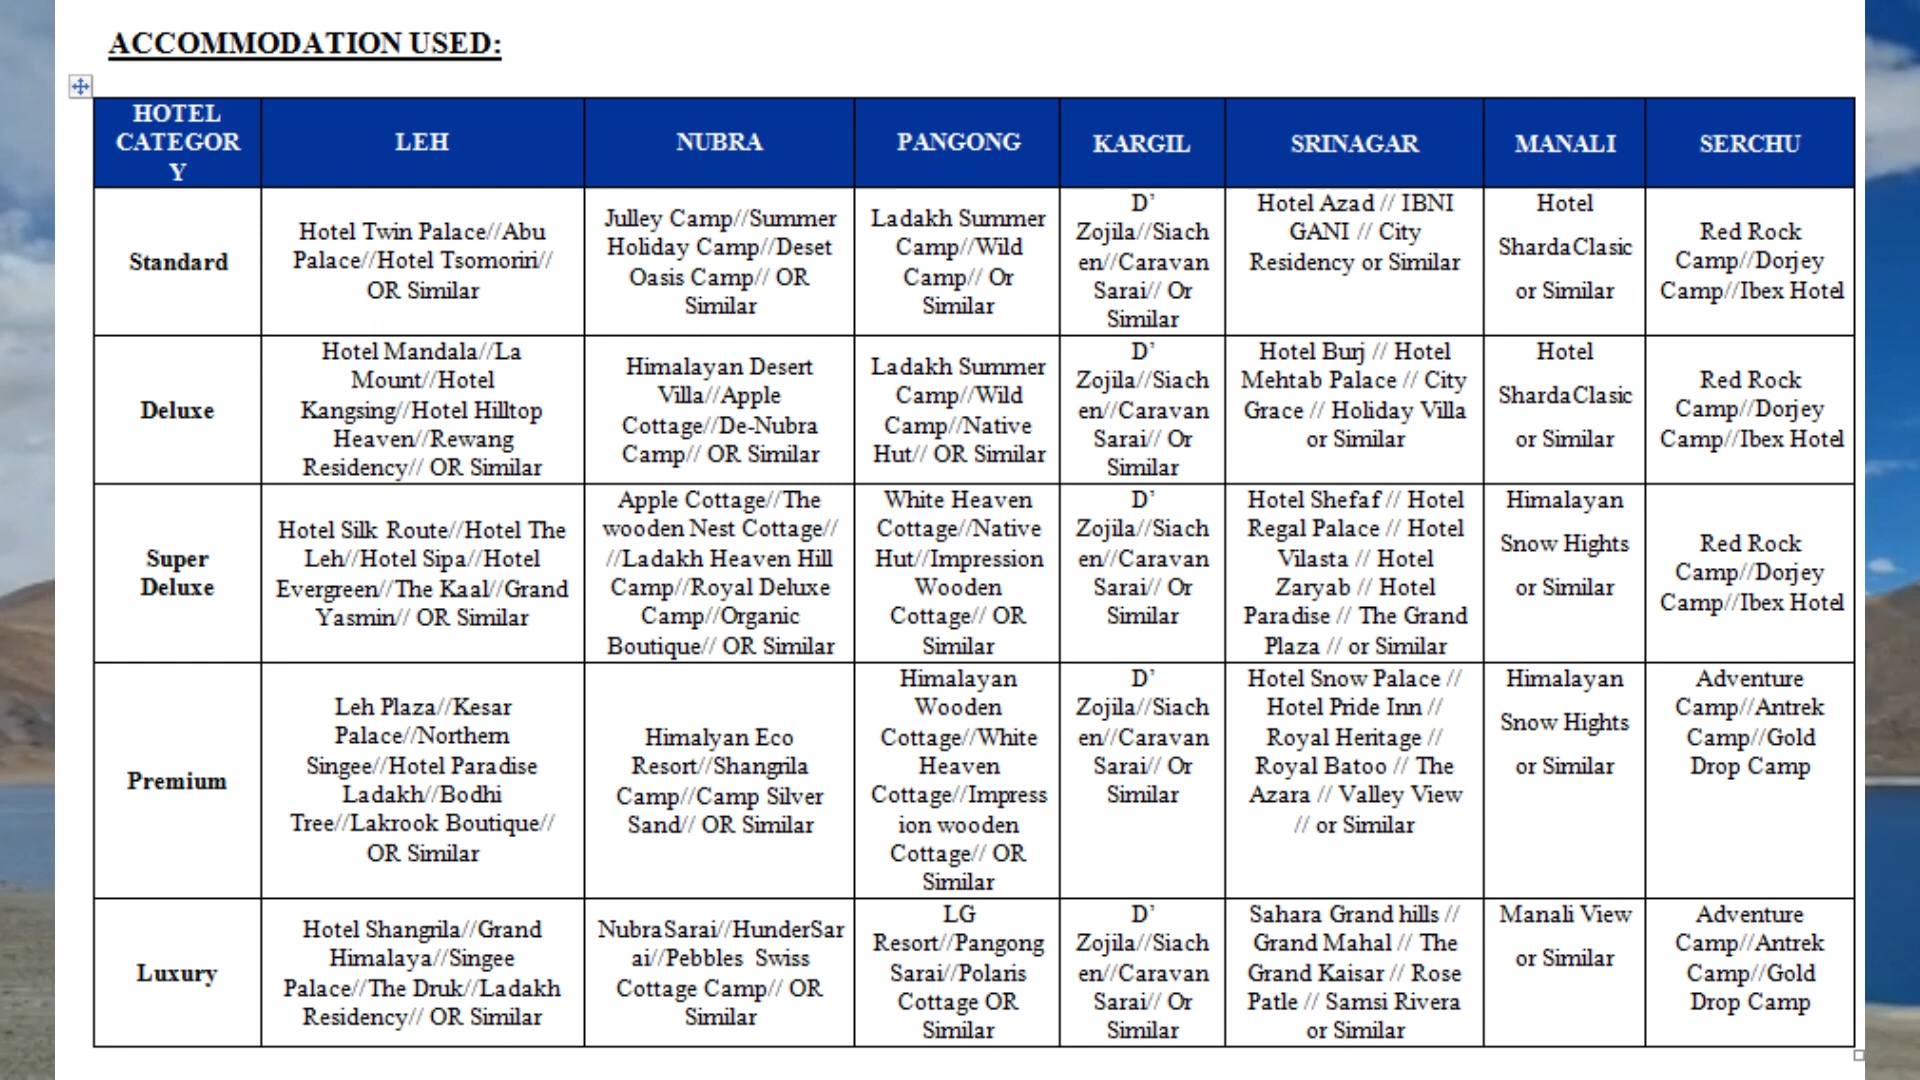 ACCOMMODATION USED:
HOTEL
CATEGOR
Y
LEH
NUBRA
PANGONG
KARGIL
SRINAGAR
MANALI
SERCHU
Standard
Hotel Twin Palace//Abu
Palace//Hotel Tsomoriri//
OR Similar
Julley Camp//Summer
Holiday Camp//Deset
Oasis Camp// OR
Similar
Ladakh Summer
Camp//Wild
Camp// Or
Similar
D’
Zojila//Siach
en//Caravan
Sarai// Or
Similar
Hotel Azad // IBNI
GANI // City
Residency or Similar
Hotel
ShardaClasic
or Similar
Red Rock
Camp//Dorjey
Camp//Ibex Hotel
Deluxe
Hotel Mandala//La
Mount//Hotel
Kangsing//Hotel Hilltop
Heaven//Rewang
Residency// OR Similar
Himalayan Desert
Villa//Apple
Cottage//De-Nubra
Camp// OR Similar
Ladakh Summer
Camp//Wild
Camp//Native
Hut// OR Similar
D’
Zojila//Siach
en//Caravan
Sarai// Or
Similar
Hotel Burj // Hotel
Mehtab Palace // City
Grace // Holiday Villa
or Similar
Hotel
ShardaClasic
or Similar
Red Rock
Camp//Dorjey
Camp//Ibex Hotel
Super
Deluxe
Hotel Silk Route//Hotel The
Leh//Hotel Sipa//Hotel
Evergreen//The Kaal//Grand
Yasmin// OR Similar
Apple Cottage//The
wooden Nest Cottage//
//Ladakh Heaven Hill
Camp//Royal Deluxe
Camp//Organic
Boutique// OR Similar
White Heaven
Cottage//Native
Hut//Impression
Wooden
Cottage// OR
Similar
D’
Zojila//Siach
en//Caravan
Sarai// Or
Similar
Hotel Shefaf // Hotel
Regal Palace // Hotel
Vilasta // Hotel
Zaryab // Hotel
Paradise // The Grand
Plaza // or Similar
Himalayan
Snow Hights
or Similar
Red Rock
Camp//Dorjey
Camp//Ibex Hotel
Premium
Leh Plaza//Kesar
Palace//Northern
Singee//Hotel Paradise
Ladakh//Bodhi
Tree//Lakrook Boutique//
OR Similar
Himalyan Eco
Resort//Shangrila
Camp//Camp Silver
Sand// OR Similar
Himalayan
Wooden
Cottage//White
Heaven
Cottage//Impress
ion wooden
Cottage// OR
Similar
D’
Zojila//Siach
en//Caravan
Sarai// Or
Similar
Hotel Snow Palace //
Hotel Pride Inn //
Royal Heritage //
Royal Batoo // The
Azara // Valley View
// or Similar
Himalayan
Snow Hights
or Similar
Adventure
Camp//Antrek
Camp//Gold
Drop Camp
Luxury
Hotel Shangrila//Grand
Himalaya//Singee
Palace//The Druk//Ladakh
Residency// OR Similar
NubraSarai//HunderSar
ai//Pebbles Swiss
Cottage Camp// OR
Similar
LG
Resort//Pangong
Sarai//Polaris
Cottage OR
Similar
D’
Zojila//Siach
en//Caravan
Sarai// Or
Similar
Sahara Grand hills //
Grand Mahal // The
Grand Kaisar // Rose
Patle // Samsi Rivera
or Similar
Manali View
or Similar
Adventure
Camp//Antrek
Camp//Gold
Drop Camp